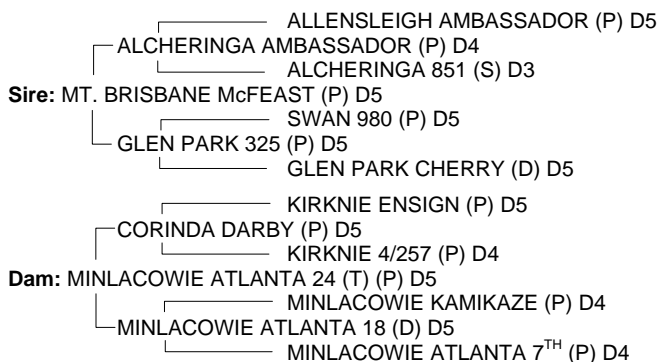 ALLENSLEIGH AMBASSADOR (P) D5
ALCHERINGA AMBASSADOR (P) D4
ALCHERINGA 851 (S) D3
Sire: MT. BRISBANE McFEAST (P) D5
SWAN 980 (P) D5
GLEN PARK 325 (P) D5
GLEN PARK CHERRY (D) D5
KIRKNIE ENSIGN (P) D5
CORINDA DARBY (P) D5
KIRKNIE 4/257 (P) D4
Dam: MINLACOWIE ATLANTA 24 (T) (P) D5
MINLACOWIE KAMIKAZE (P) D4
MINLACOWIE ATLANTA 18 (D) D5
MINLACOWIE ATLANTA 7TH (P) D4